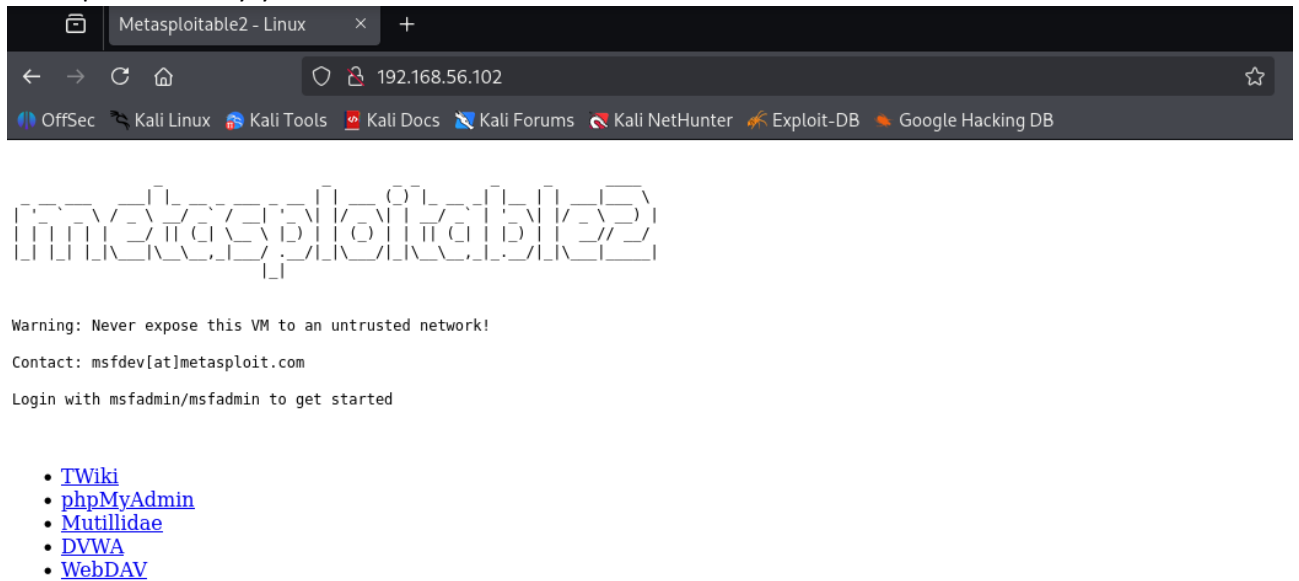 Metasploitable2 - Linux
192.168.56.102
OffSec Kali Linux Kali Tools Kali Docs Kali Forums Kali NetHunter Exploit-DB Google Hacking DB
metasploitable2
Warning: Never expose this VM to an untrusted network!
Contact: msfdev[at]metasploit.com
Login with msfadmin/msfadmin to get started
TWiki
phpMyAdmin
Mutillidae
DVWA
WebDAV